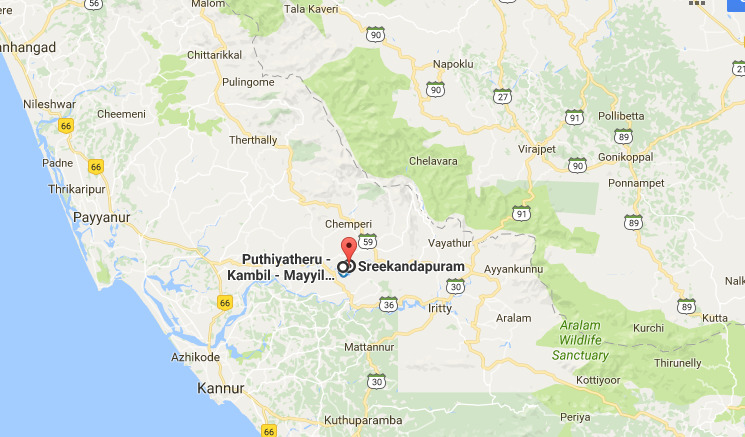 ere
56
Malom
Tala Kaveri
90
anhangad
Chittarikkal
Napoklu
Pulingome
90
27
21
Nileshwar
Cheemeni
66
91
Pollibetta
Therthally
89
Virajpet
Gonikoppal
Padne
66
Chelavara
90
Thrikaripur
Ponnampet
Payyanur
91
89
Chemperi
59
Vayathur
Puthiyatheru -
Kambil - Mayyil...
Sreekandapuram
Ayyankunnu
Nalk
30
66
36
89
Iritty
Kutta
Aralam
Aralam
Wildlife
Sanctuary
Kurchi
Mattannur
Azhikode
Thirunelly
Kannur
30
Kottiyoor
Kuthuparamba
Periya
66